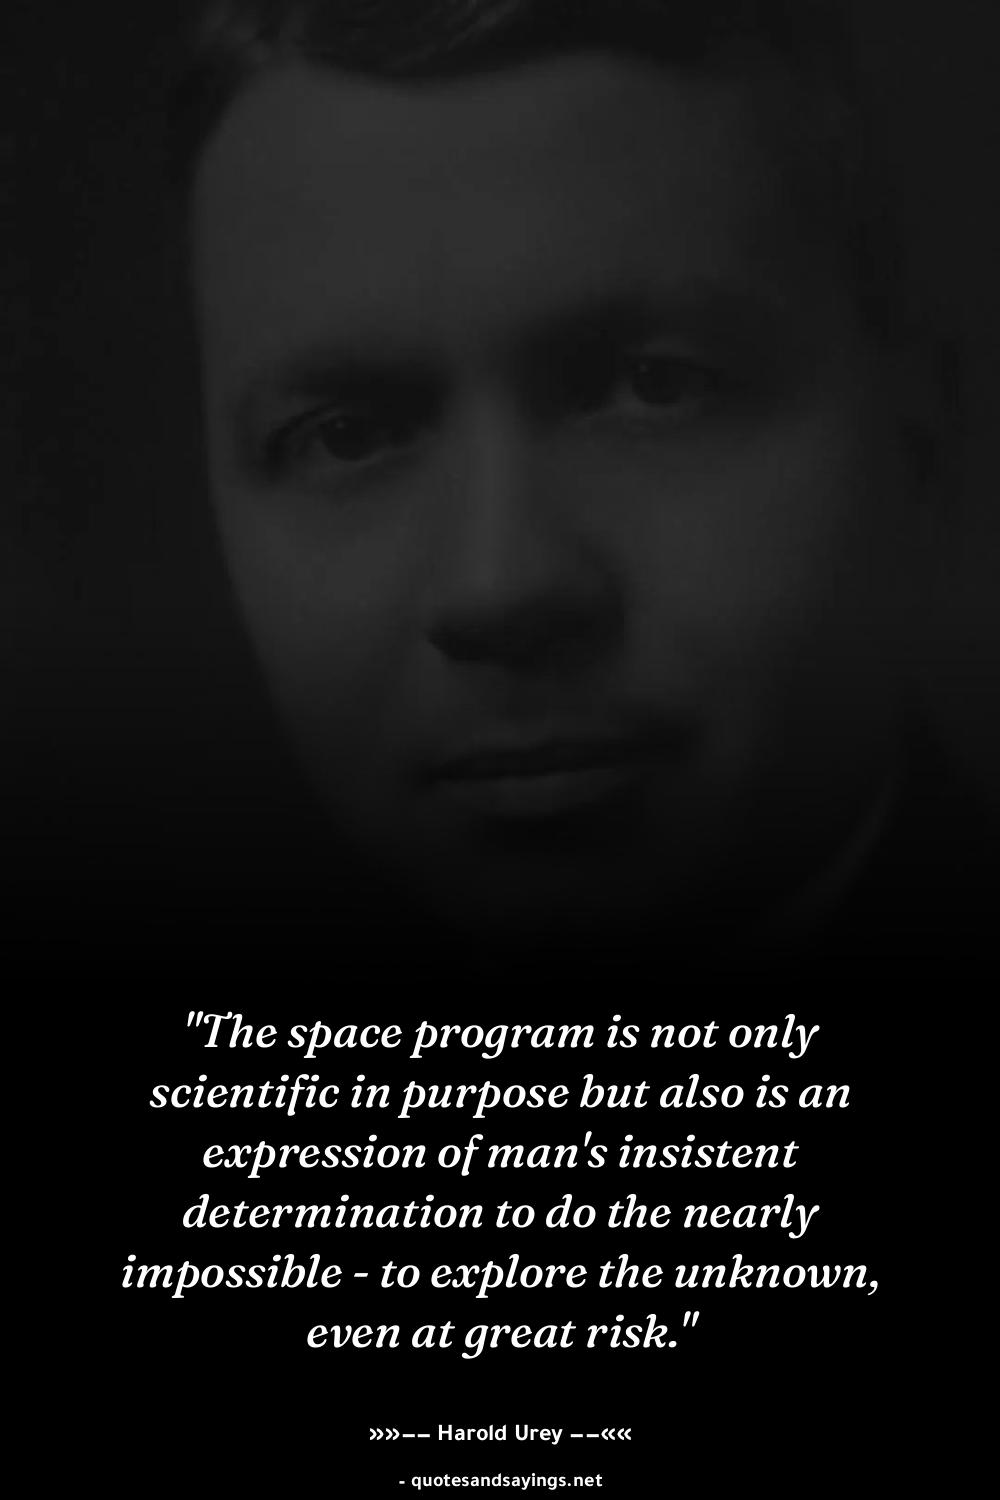 "The space program is not only
scientific in purpose but also is an
expression of man's insistent
determination to do the nearly
impossible - to explore the unknown,
even at great risk."
»»–– Harold Urey ––««
- quotesandsayings.net